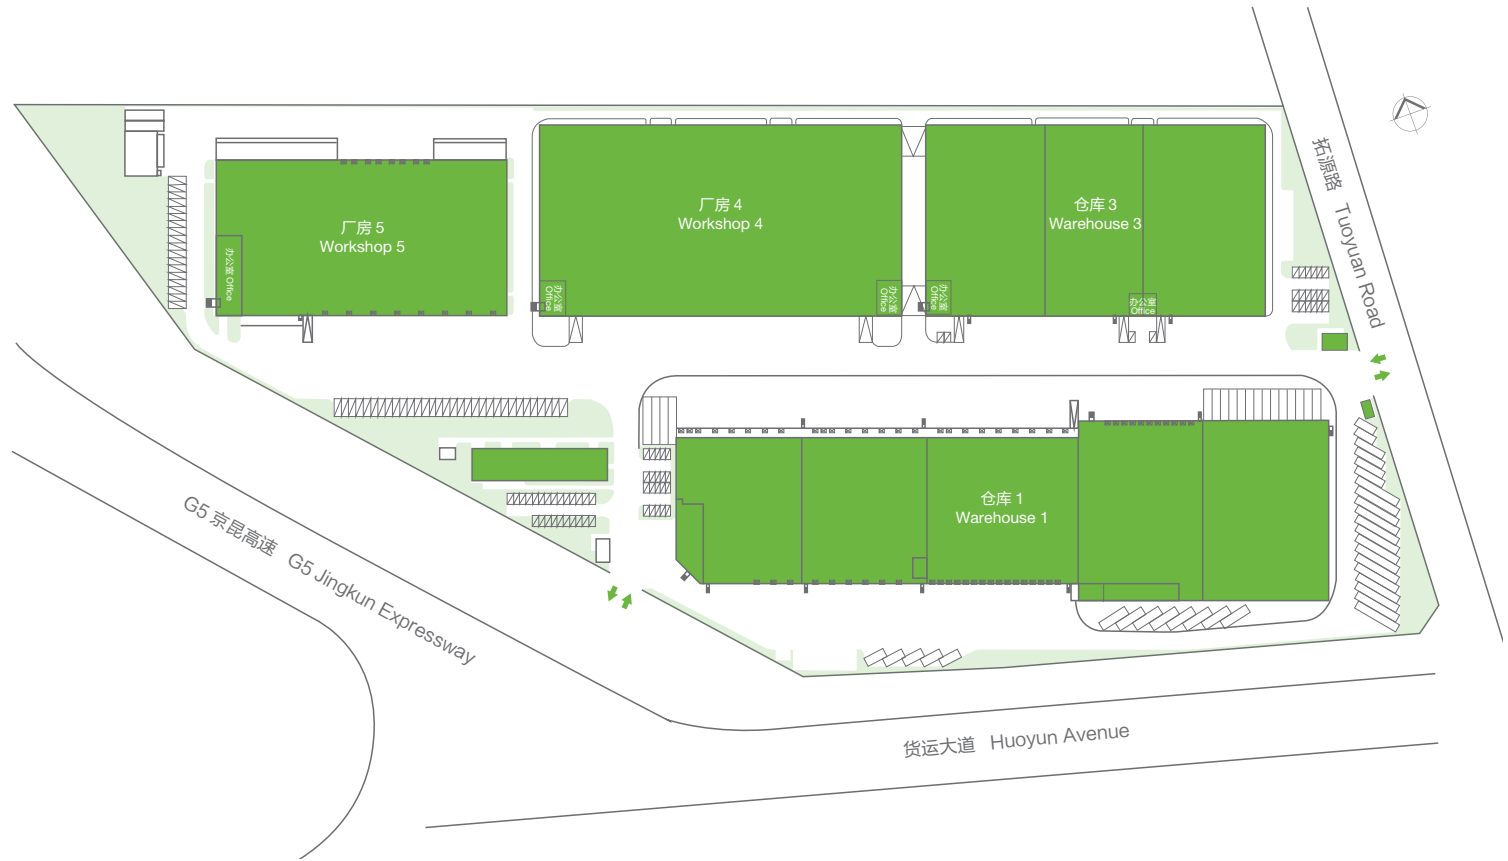 厂房 5
Workshop 5
办公室 Office
厂房 4
Workshop 4
办公室
Office
办公室
Office
仓库 3
Warehouse 3
办公室
Office
办公室
Office
拓源路 Tuoyuan Road
仓库 1
Warehouse 1
G5 京昆高速 G5 Jingkun Expressway
货运大道 Huoyun Avenue